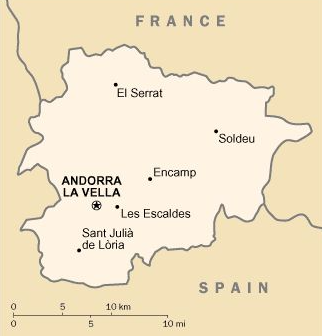 FRANCE
El Serrat
Soldeu
Encamp
ANDORRA
LA VELLA
Les Escaldes
Sant Julià
de Lòria
SPAIN
0 5 10 km
0 5 10 mi